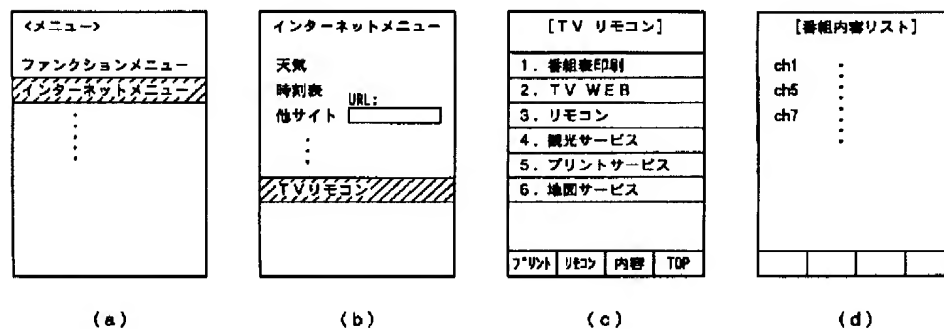 <メニュー>
ファンクションメニュー
インターネットメニュー
(a)
インターネットメニュー
天気
時刻表
URL:
他サイト
TVリモコン
(b)
[TV リモコン]
1. 番組表印刷
2. TV WEB
3. リモコン
4. 観光サービス
5. プリントサービス
6. 地図サービス
プリント リモコン 内容 TOP
(c)
[番組内容リスト]
ch1
ch5
ch7
(d)